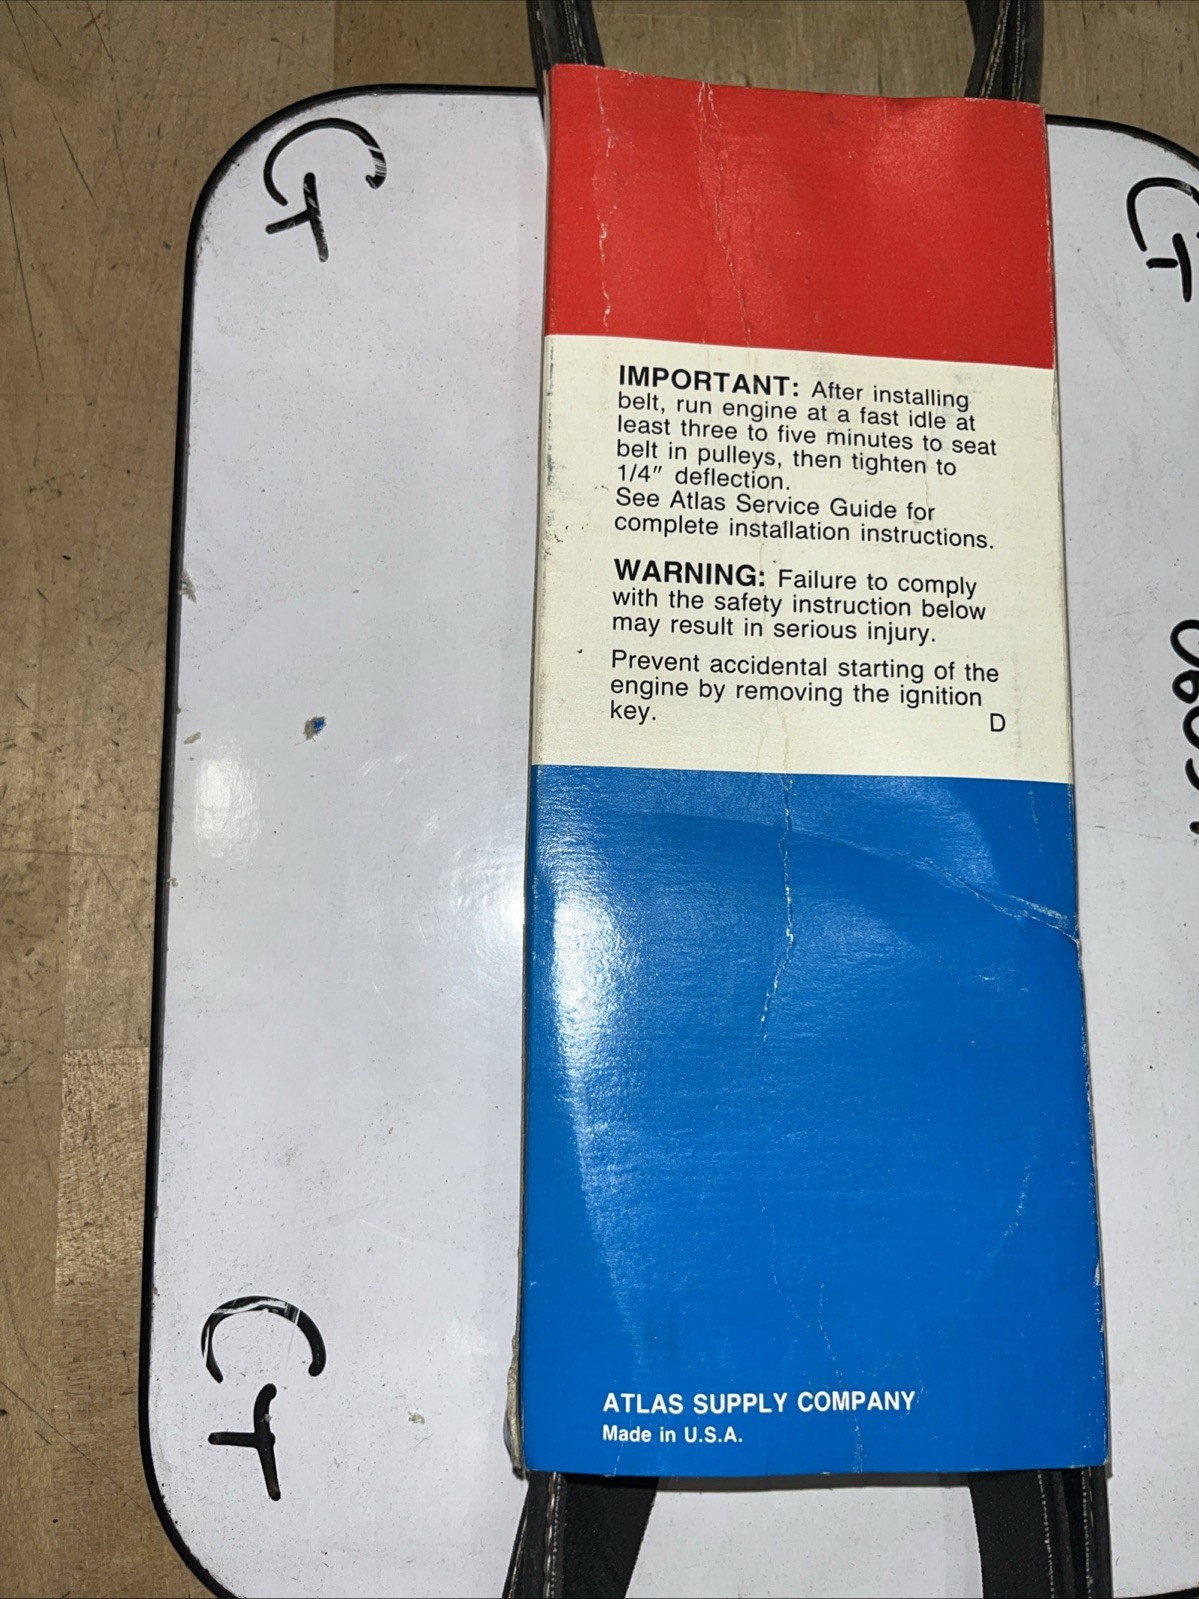 CT
CT
IMPORTANT: After installing
belt, run engine at a fast idle at
least three to five minutes to seat
belt in pulleys, then tighten to
1/4" deflection.
See Atlas Service Guide for
complete installation instructions.
WARNING: Failure to comply
with the safety instruction below
may result in serious injury.
Prevent accidental starting of the
engine by removing the ignition
key.
D
CT
ATLAS SUPPLY COMPANY
Made in U.S.A.